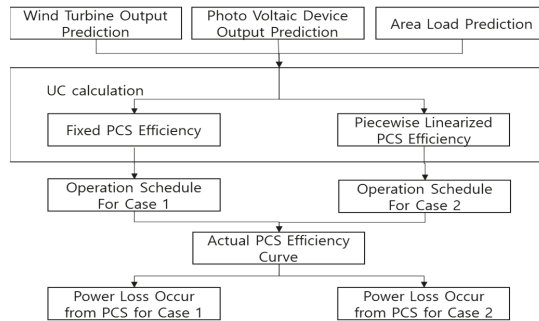 Wind Turbine Output
Prediction
Photo Voltaic Device
Output Prediction
Area Load Prediction
UC calculation
Fixed PCS Efficiency
Piecewise Linearized
PCS Efficiency
Operation Schedule
For Case 1
Operation Schedule
For Case 2
Actual PCS Efficiency
Curve
Power Loss Occur
from PCS for Case 1
Power Loss Occur
from PCS for Case 2